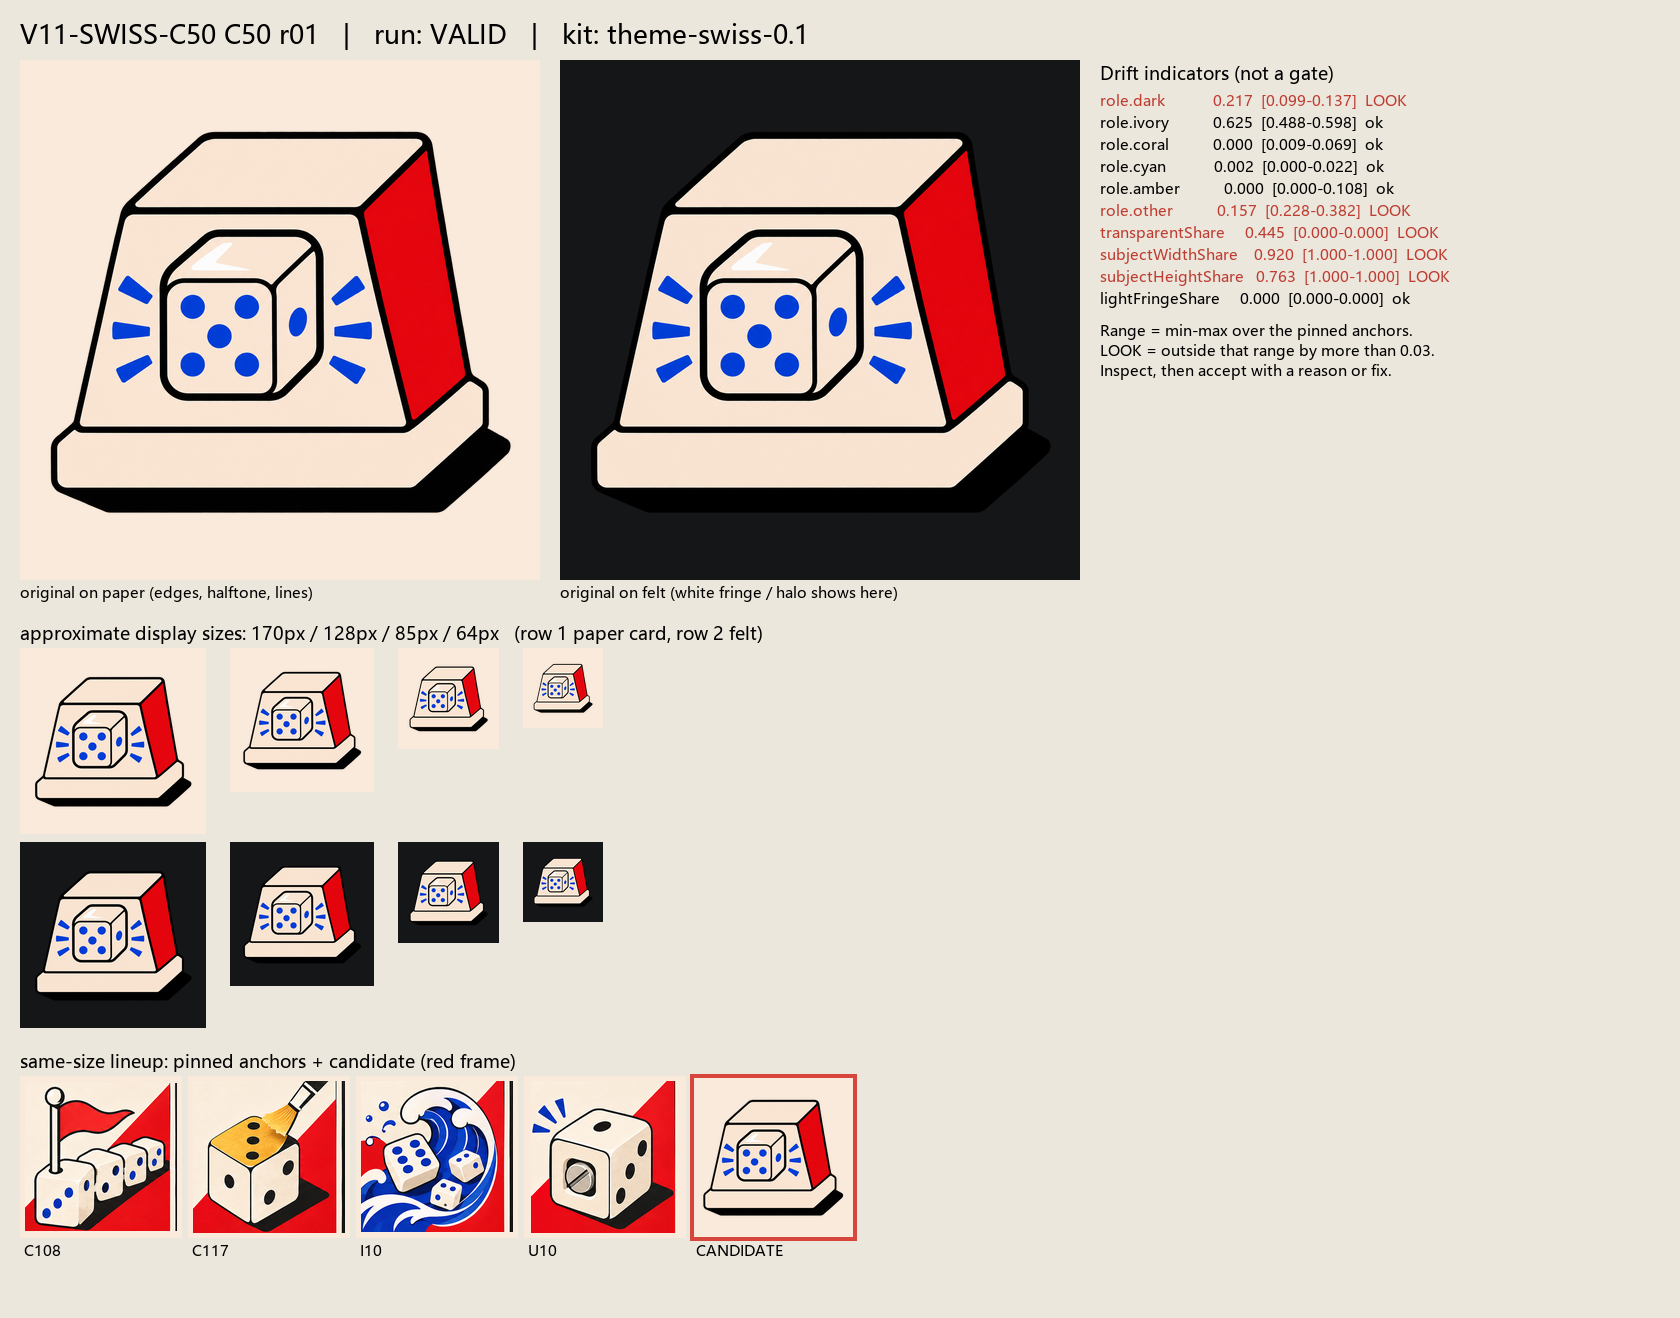 V11-SWISS-C50 C50 r01 | run: VALID | kit: theme-swiss-0.1
Drift indicators (not a gate)
role.dark 0.217 [0.099-0.137] LOOK
role.ivory 0.625 [0.488-0.598] ok
role.coral 0.000 [0.009-0.069] ok
role.cyan 0.002 [0.000-0.022] ok
role.amber 0.000 [0.000-0.108] ok
role.other 0.157 [0.228-0.382] LOOK
transparentShare 0.445 [0.000-0.000] LOOK
subjectWidthShare 0.920 [1.000-1.000] LOOK
subjectHeightShare 0.763 [1.000-1.000] LOOK
lightFringeShare 0.000 [0.000-0.000] ok
Range = min-max over the pinned anchors.
LOOK = outside that range by more than 0.03.
Inspect, then accept with a reason or fix.
original on paper (edges, halftone, lines)
original on felt (white fringe / halo shows here)
approximate display sizes: 170px / 128px / 85px / 64px (row 1 paper card, row 2 felt)
same-size lineup: pinned anchors + candidate (red frame)
C108
C117
I10
U10
CANDIDATE